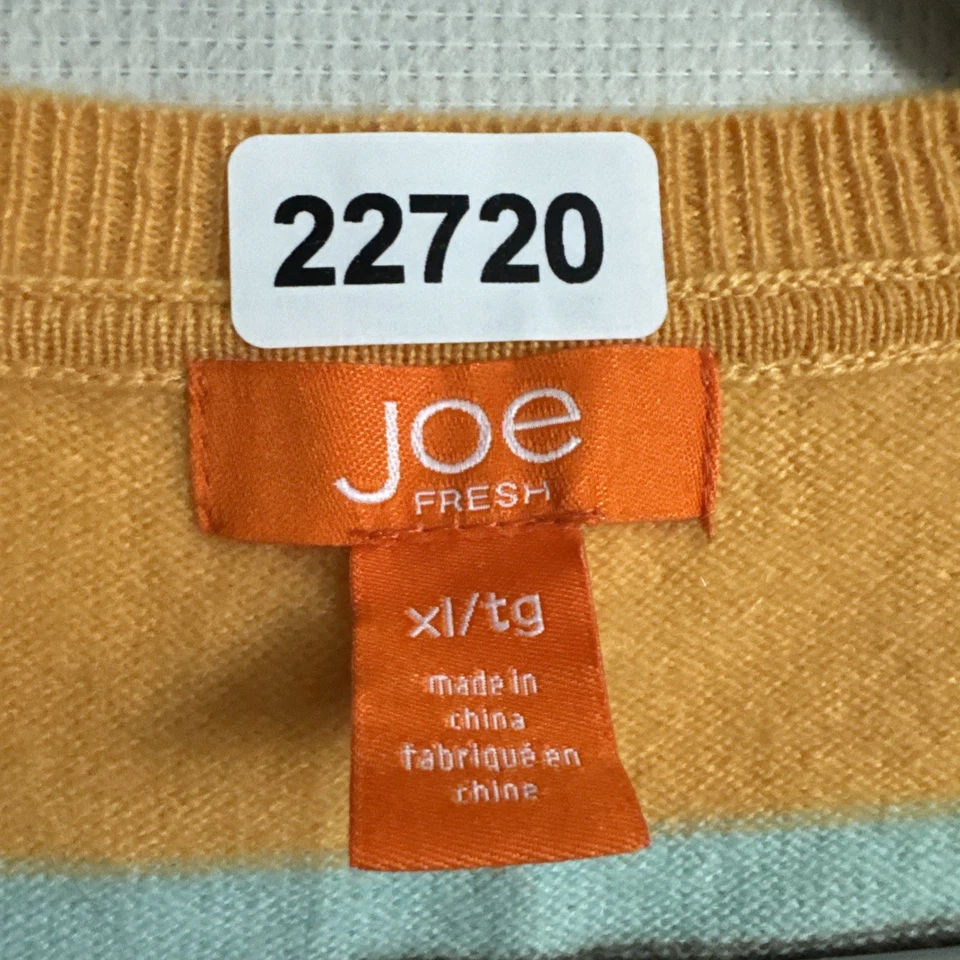 22720
joe
FRESH
xl/tg
made in
china
fabriqué en
chine